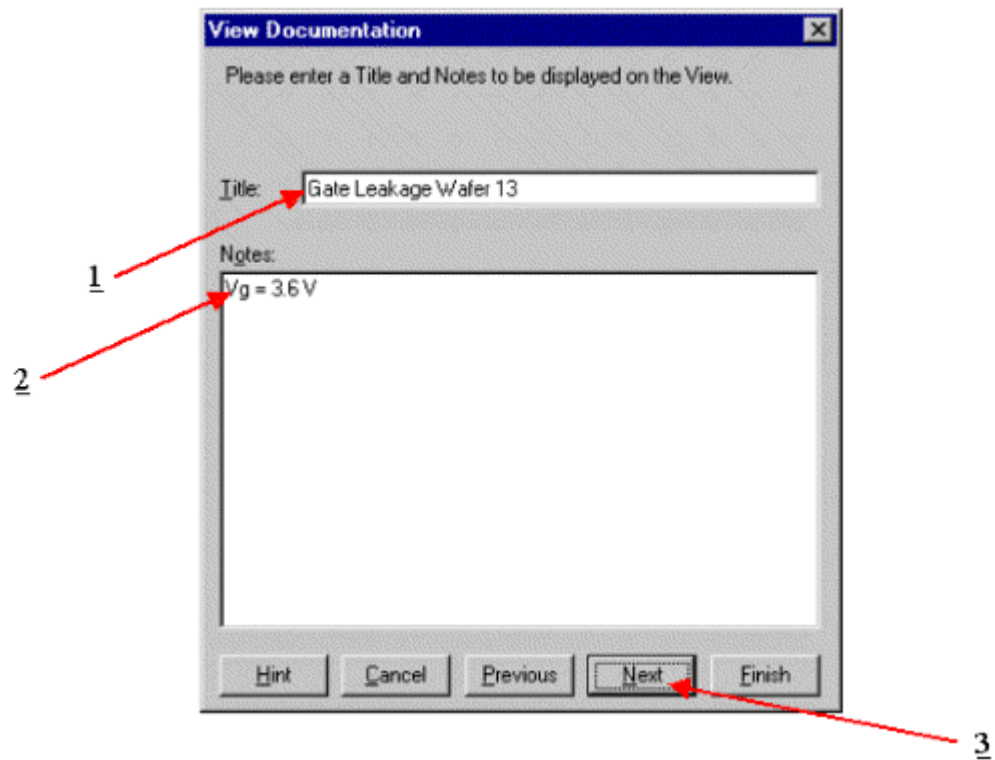 View Documentation
Please enter a Title and Notes to be displayed on the View.
Title: Gate Leakage Wafer 13
1
Notes:
Vg = 3.6 V
2
Hint Cancel Previous Next Finish
3